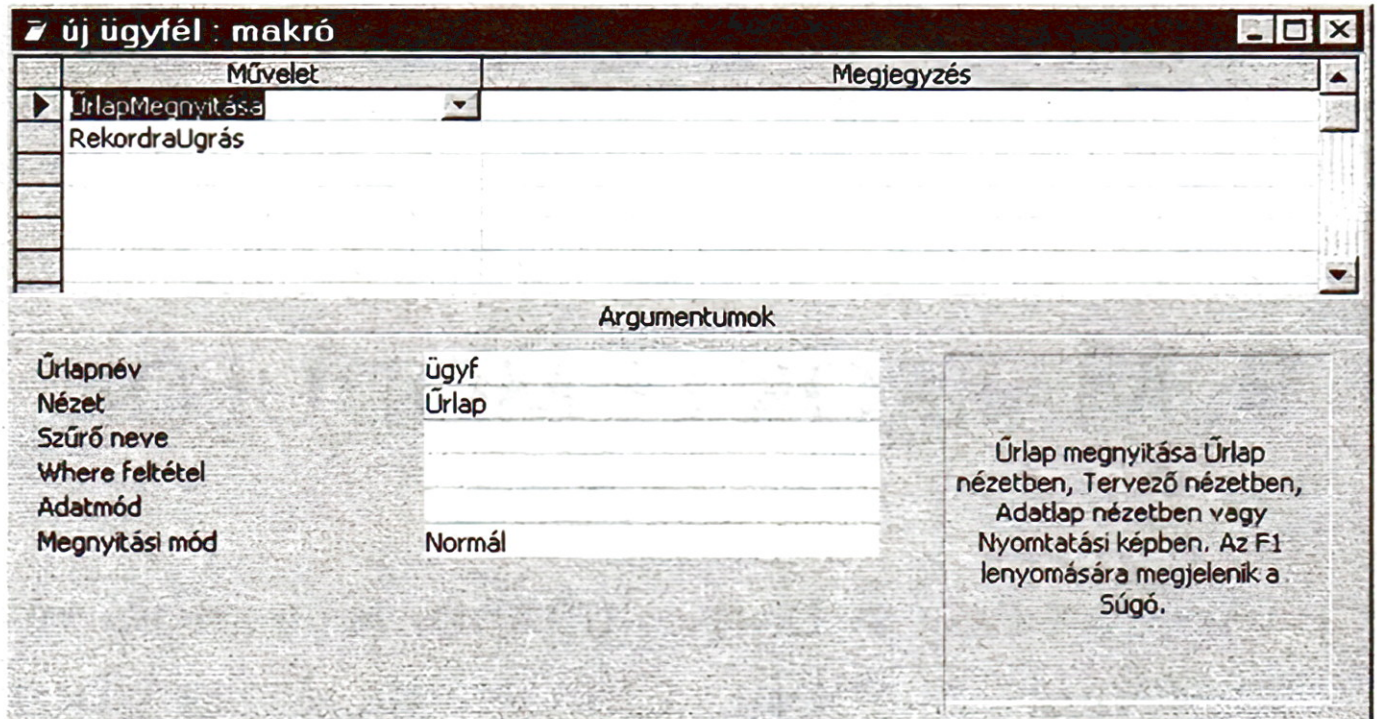 új ügyfél : makró
Művelet Megjegyzés
ŰrlapMegnyitása
RekordraUgrás
Argumentumok
Űrlapnév ügyf
Nézet Űrlap
Szűrő neve
Where feltétel
Adatmód
Megnyitási mód Normál
Űrlap megnyitása Űrlap
nézetben, Tervező nézetben,
Adatlap nézetben vagy
Nyomtatási képben. Az F1
lenyomására megjelenik a
Súgó.